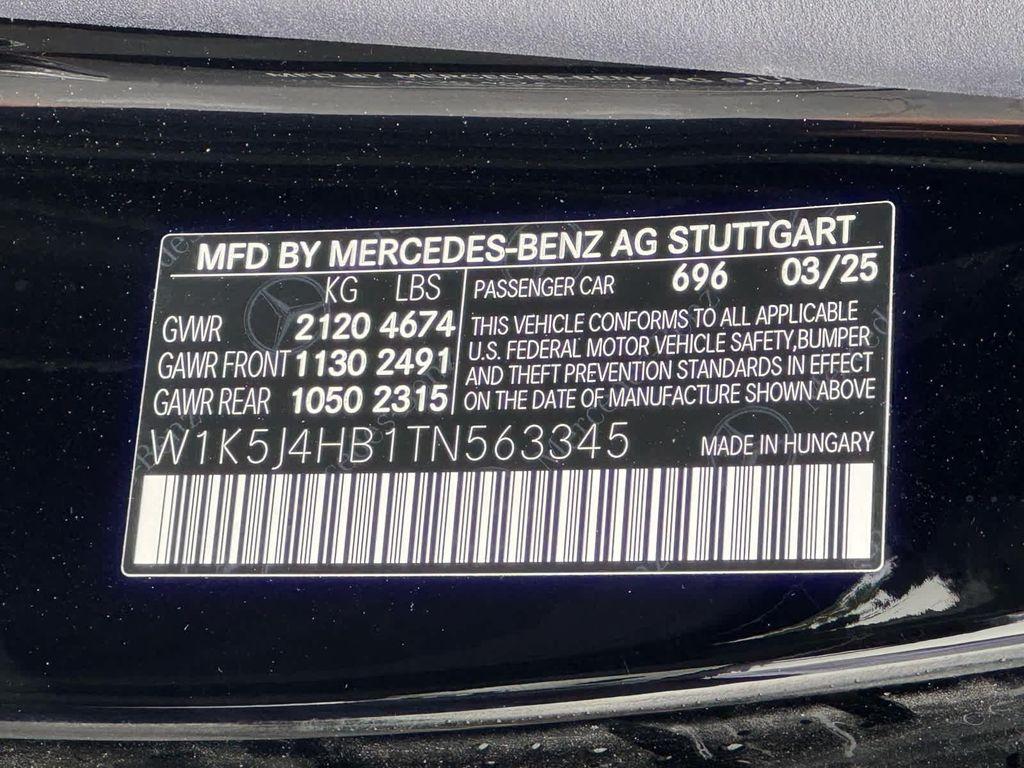 MFD BY MERCEDES-BENZ AG STUTTGART
KG LBS
GVWR 2120 4674
GAWR FRONT 1130 2491
GAWR REAR 1050 2315
PASSENGER CAR 696 03/25
THIS VEHICLE CONFORMS TO ALL APPLICABLE
U.S. FEDERAL MOTOR VEHICLE SAFETY, BUMPER
AND THEFT PREVENTION STANDARDS IN EFFECT
ON THE DATE OF MANUFACTURE SHOWN ABOVE
W1K5J4HB1TN563345
MADE IN HUNGARY